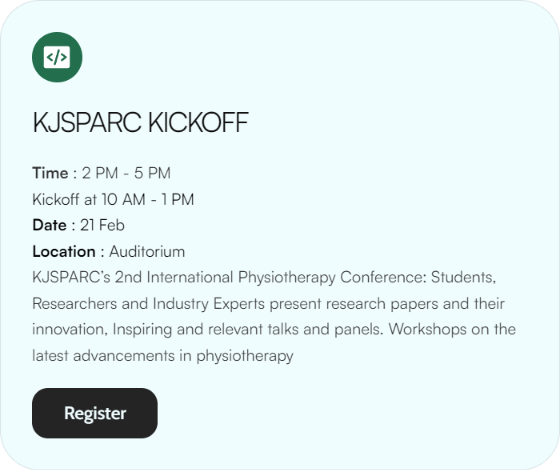 KJSPARC KICKOFF
Time : 2 PM - 5 PM
Kickoff at 10 AM - 1 PM
Date : 21 Feb
Location : Auditorium
KJSPARC's 2nd International Physiotherapy Conference: Students,
Researchers and Industry Experts present research papers and their
innovation, Inspiring and relevant talks and panels. Workshops on the
latest advancements in physiotherapy
Register